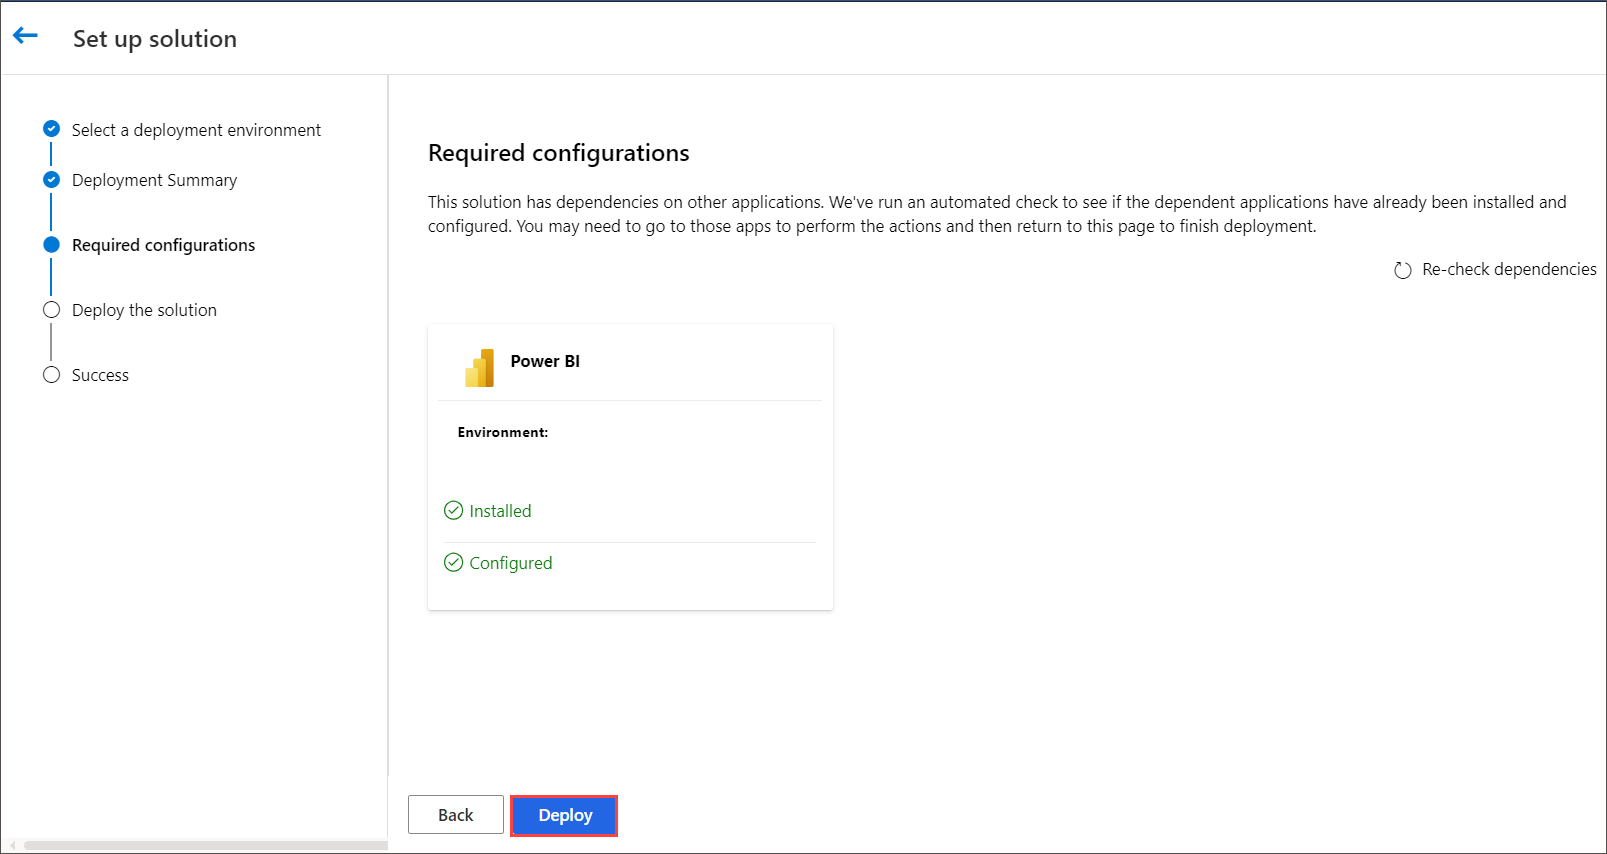 Set up solution
Select a deployment environment
Deployment Summary
Required configurations
Deploy the solution
Success
Required configurations
This solution has dependencies on other applications. We've run an automated check to see if the dependent applications have already been installed and
configured. You may need to go to those apps to perform the actions and then return to this page to finish deployment.
Re-check dependencies
Power BI
Environment:
Installed
Configured
Back
Deploy